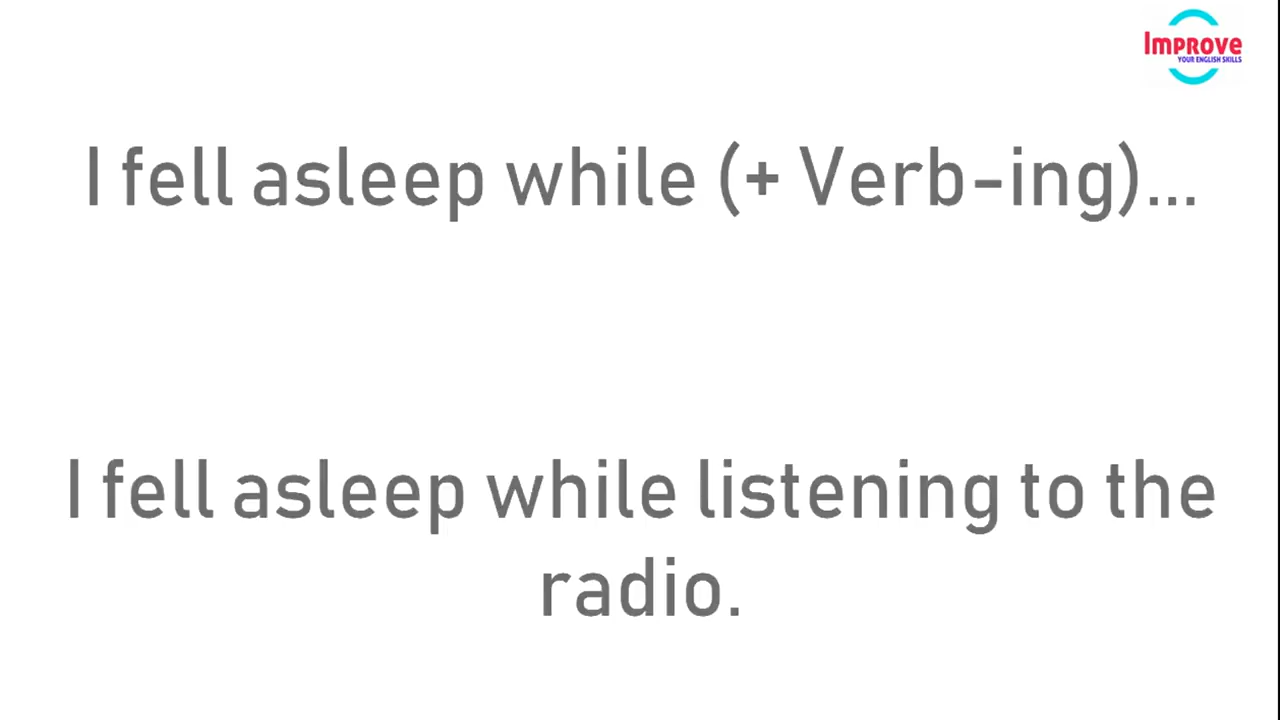 Improve
YOUR ENGLISH SKILLS
I fell asleep while (+ Verb-ing)...
I fell asleep while listening to the
radio.